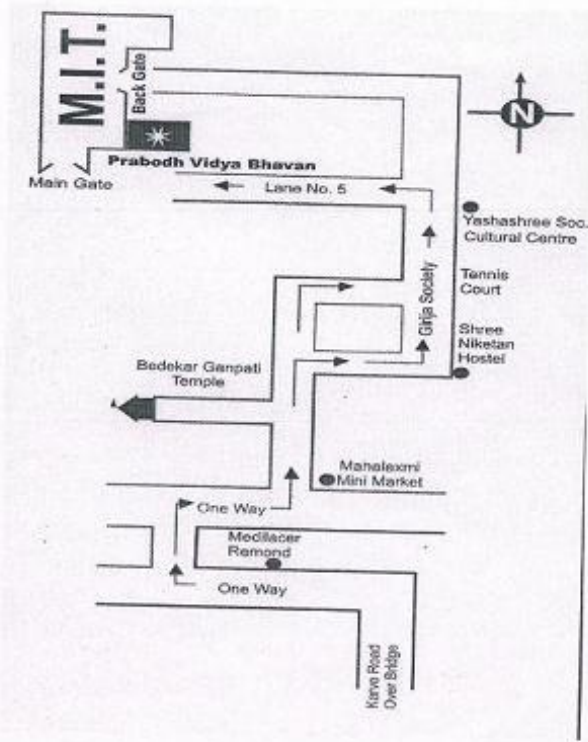 M.I.T.
Back Gate
Prabodh Vidya Bhavan
Main Gate
Lane No. 5
N
Yashashree Soc.
Cultural Centre
Tennis
Court
Girija Society
Shree
Niketan
Hostel
Bedekar Ganpati
Temple
Mahalaxmi
Mini Market
One Way
Medilacer
Remond
One Way
Karve Road
Over Bridge